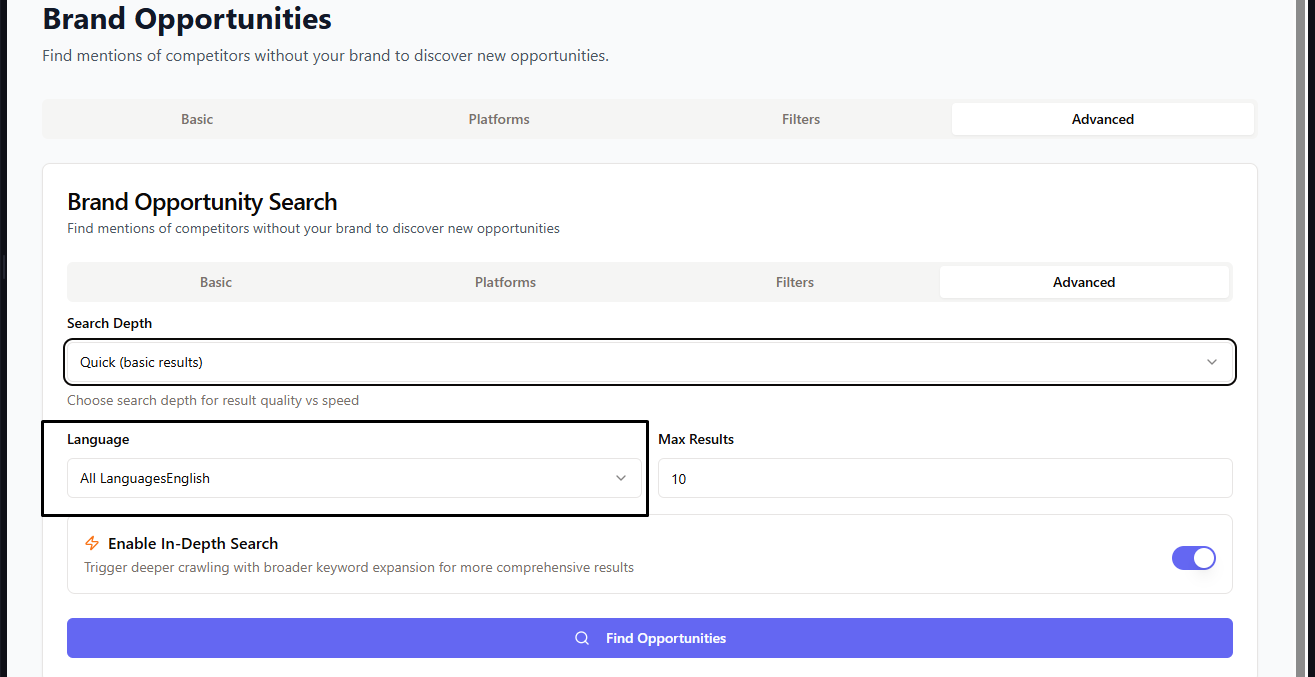 Brand Opportunities
Find mentions of competitors without your brand to discover new opportunities.
Basic Platforms Filters Advanced
Brand Opportunity Search
Find mentions of competitors without your brand to discover new opportunities
Basic Platforms Filters Advanced
Search Depth
Quick (basic results)
Choose search depth for result quality vs speed
Language Max Results
All LanguagesEnglish 10
Enable In-Depth Search
Trigger deeper crawling with broader keyword expansion for more comprehensive results
Find Opportunities